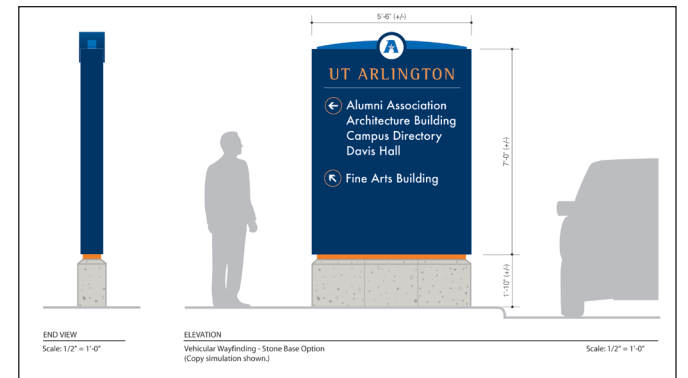 5'-6" (+/-)
A
UT ARLINGTON
Alumni Association
Architecture Building
Campus Directory
Davis Hall
Fine Arts Building
7'-0" (+/-)
1'-10" (+/-)
END VIEW
Scale: 1/2" = 1'-0"
ELEVATION
Vehicular Wayfinding - Stone Base Option
(Copy simulation shown.)
Scale: 1/2" = 1'-0"